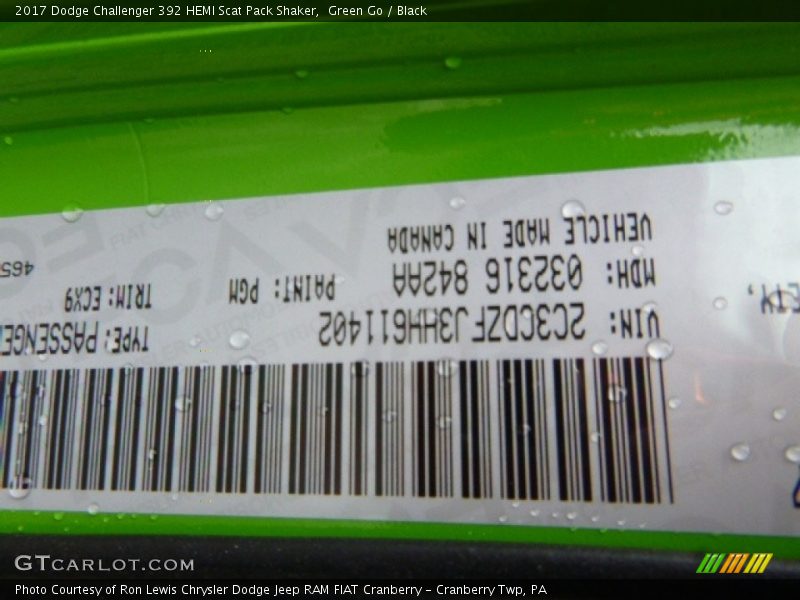 2017 Dodge Challenger 392 HEMI Scat Pack Shaker,  Green Go / Black
VIN: 2C3CDZFJ3HH611402
TYPE: PASSENGE
MDH: 032316 842AA
PAINT: PGM
TRIM: ECX9
465
VEHICLE MADE IN CANADA
GTCARLOT.COM
Photo Courtesy of Ron Lewis Chrysler Dodge Jeep RAM FIAT Cranberry – Cranberry Twp, PA